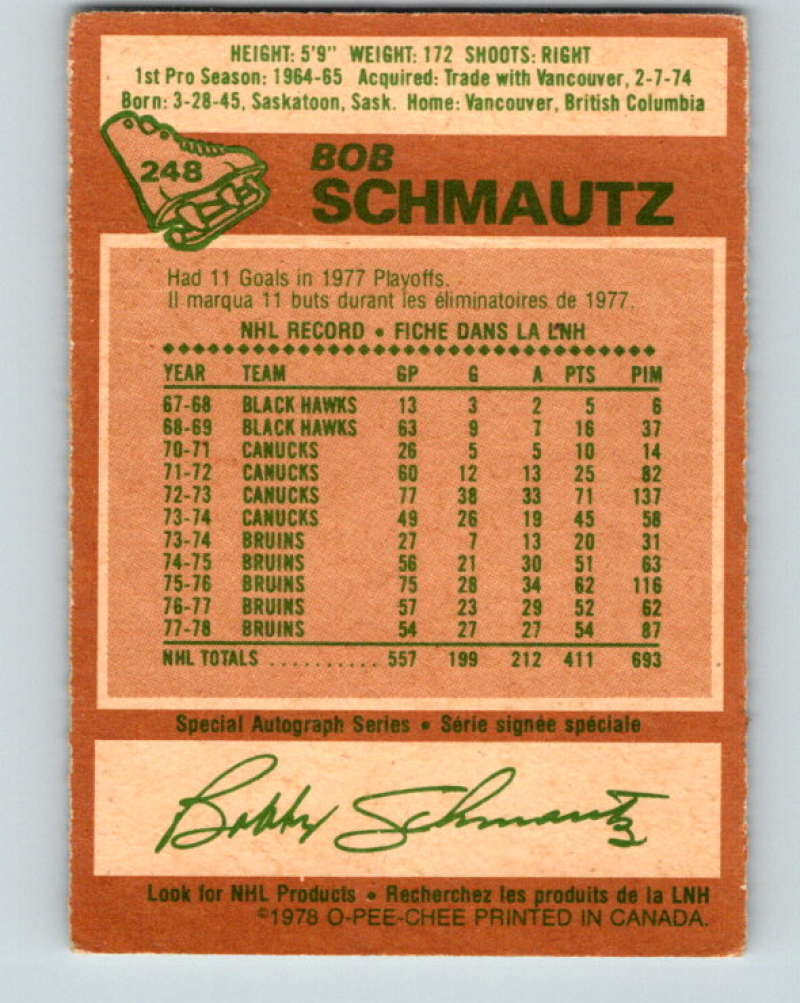 HEIGHT: 5'9" WEIGHT: 172 SHOOTS: RIGHT
1st Pro Season: 1964-65 Acquired: Trade with Vancouver, 2-7-74
Born: 3-28-45, Saskatoon, Sask. Home: Vancouver, British Columbia
248
BOB
SCHMAUTZ
Had 11 Goals in 1977 Playoffs.
Il marqua 11 buts durant les éliminatoires de 1977.
NHL RECORD • FICHE DANS LA LNH
YEAR TEAM GP G A PTS PIM
67-68 BLACK HAWKS 13 3 2 5 6
68-69 BLACK HAWKS 63 9 7 16 37
70-71 CANUCKS 26 5 5 10 14
71-72 CANUCKS 60 12 13 25 82
72-73 CANUCKS 77 38 33 71 137
73-74 CANUCKS 49 26 19 45 58
73-74 BRUINS 27 7 13 20 31
74-75 BRUINS 56 21 30 51 63
75-76 BRUINS 75 28 34 62 116
76-77 BRUINS 57 23 29 52 62
77-78 BRUINS 54 27 27 54 87
NHL TOTALS .......... 557 199 212 411 693
Special Autograph Series • Série signée spéciale
Bobby Schmautz
Look for NHL Products • Recherchez les produits de la LNH
©1978 O-PEE-CHEE PRINTED IN CANADA.